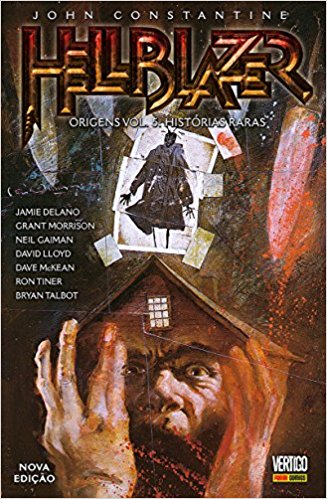 JOHN CONSTANTINE
HELLBLAZER
ORIGENS VOL. 5: HISTÓRIAS RARAS
JAMIE DELANO
GRANT MORRISON
NEIL GAIMAN
DAVID LLOYD
DAVE McKEAN
RON TINER
BRYAN TALBOT
NOVA
EDIÇÃO
VERTIGO
PANINI COMICS